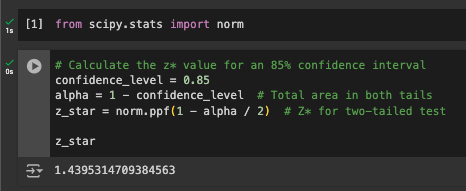 [1] from scipy.stats import norm
1s
# Calculate the z* value for an 85% confidence interval
0s
confidence_level = 0.85
alpha = 1 - confidence_level  # Total area in both tails
z_star = norm.ppf(1 - alpha / 2)  # Z* for two-tailed test
z_star
1.4395314709384563